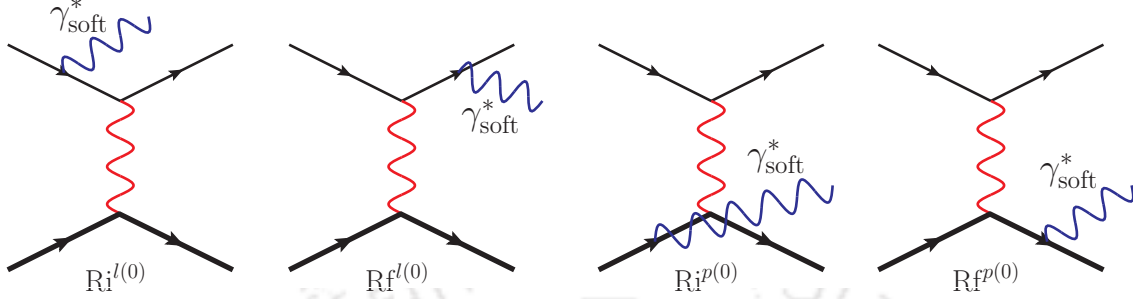 γ*soft
γ*soft
γ*soft
γ*soft
Ri^{l(0)}
Rf^{l(0)}
Ri^{p(0)}
Rf^{p(0)}